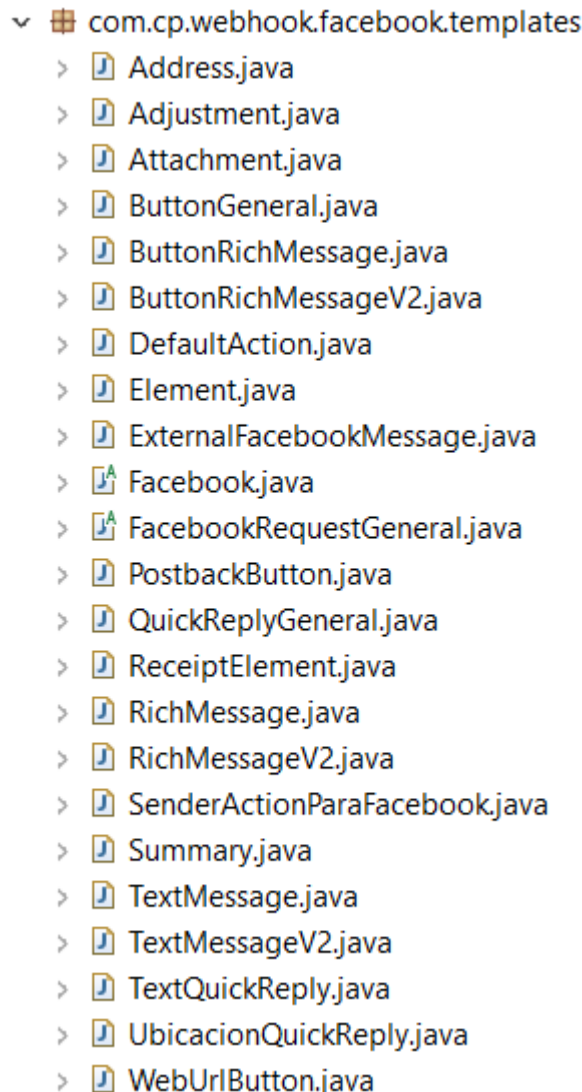 com.cp.webhook.facebook.templates
Address.java
Adjustment.java
Attachment.java
ButtonGeneral.java
ButtonRichMessage.java
ButtonRichMessageV2.java
DefaultAction.java
Element.java
ExternalFacebookMessage.java
Facebook.java
FacebookRequestGeneral.java
PostbackButton.java
QuickReplyGeneral.java
ReceiptElement.java
RichMessage.java
RichMessageV2.java
SenderActionParaFacebook.java
Summary.java
TextMessage.java
TextMessageV2.java
TextQuickReply.java
UbicacionQuickReply.java
WebUrlButton.java